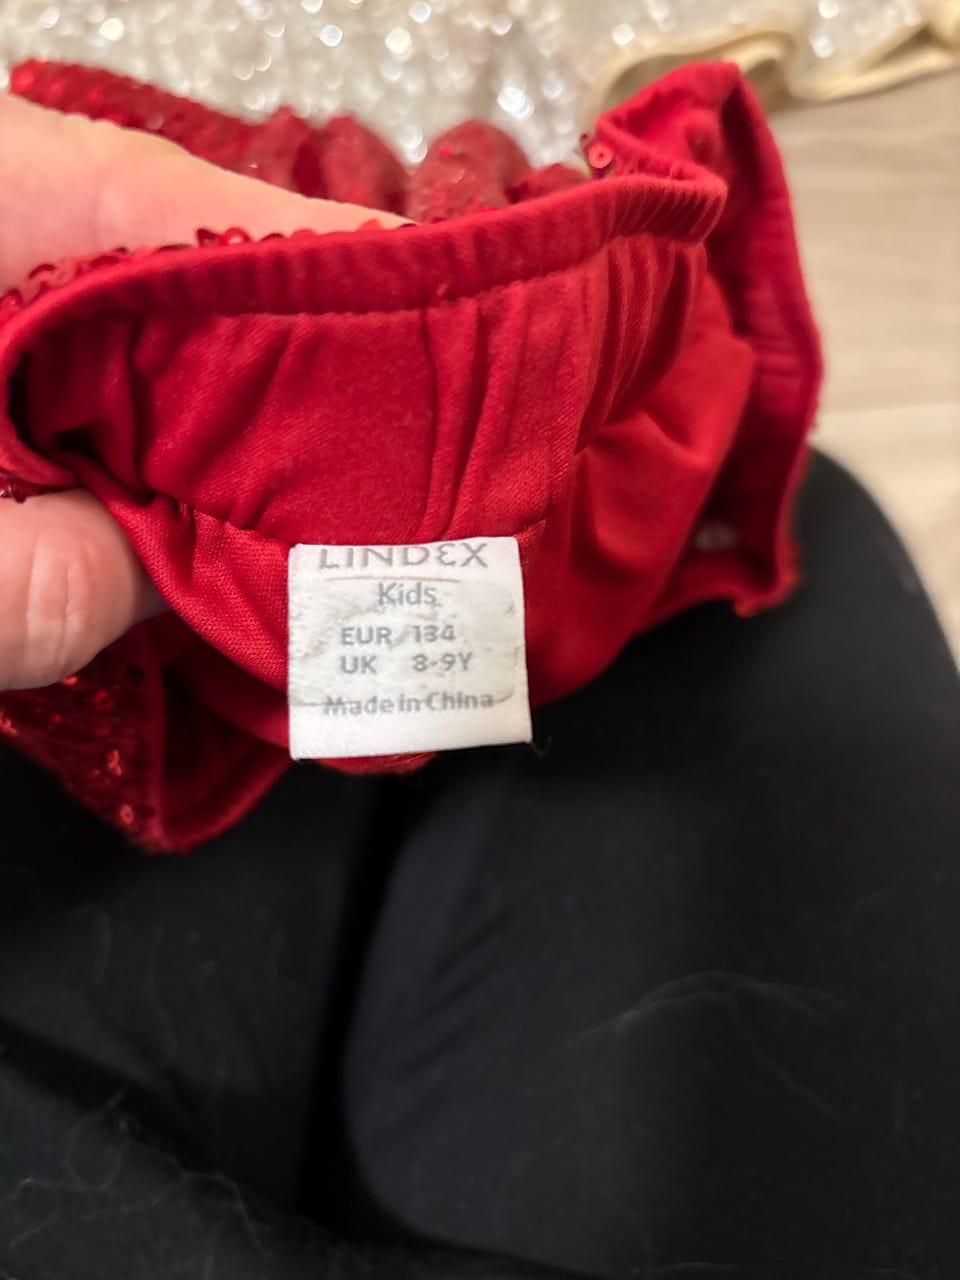 LINDEX
Kids
EUR 134
UK 8-9Y
Made in China